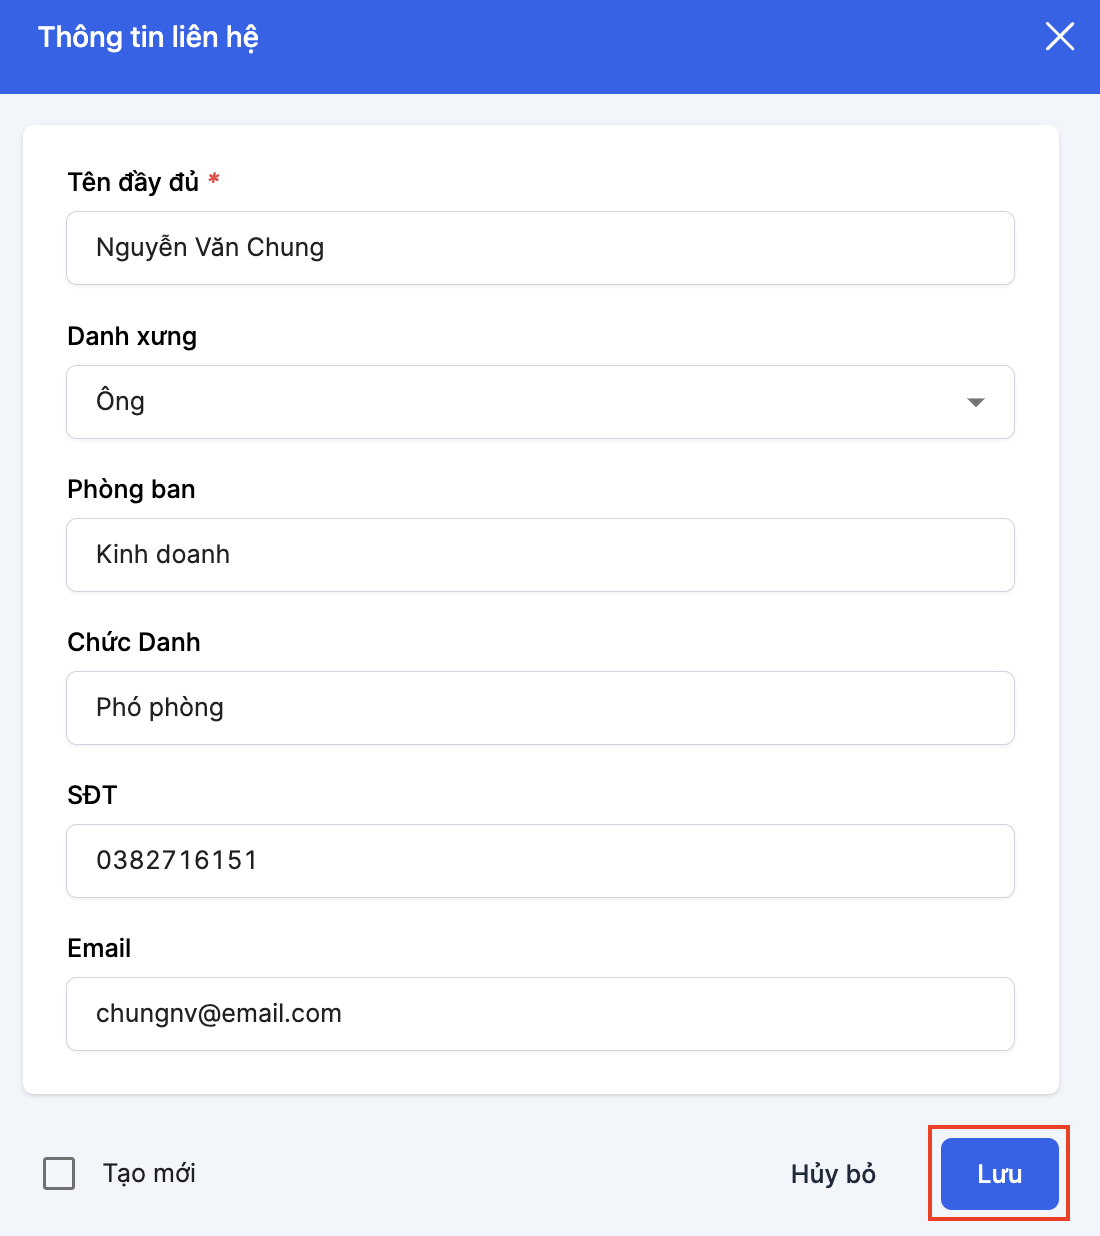 Thông tin liên hệ
Tên đầy đủ *
Nguyễn Văn Chung
Danh xưng
Ông
Phòng ban
Kinh doanh
Chức Danh
Phó phòng
SĐT
0382716151
Email
chungnv@email.com
Tạo mới
Hủy bỏ
Lưu